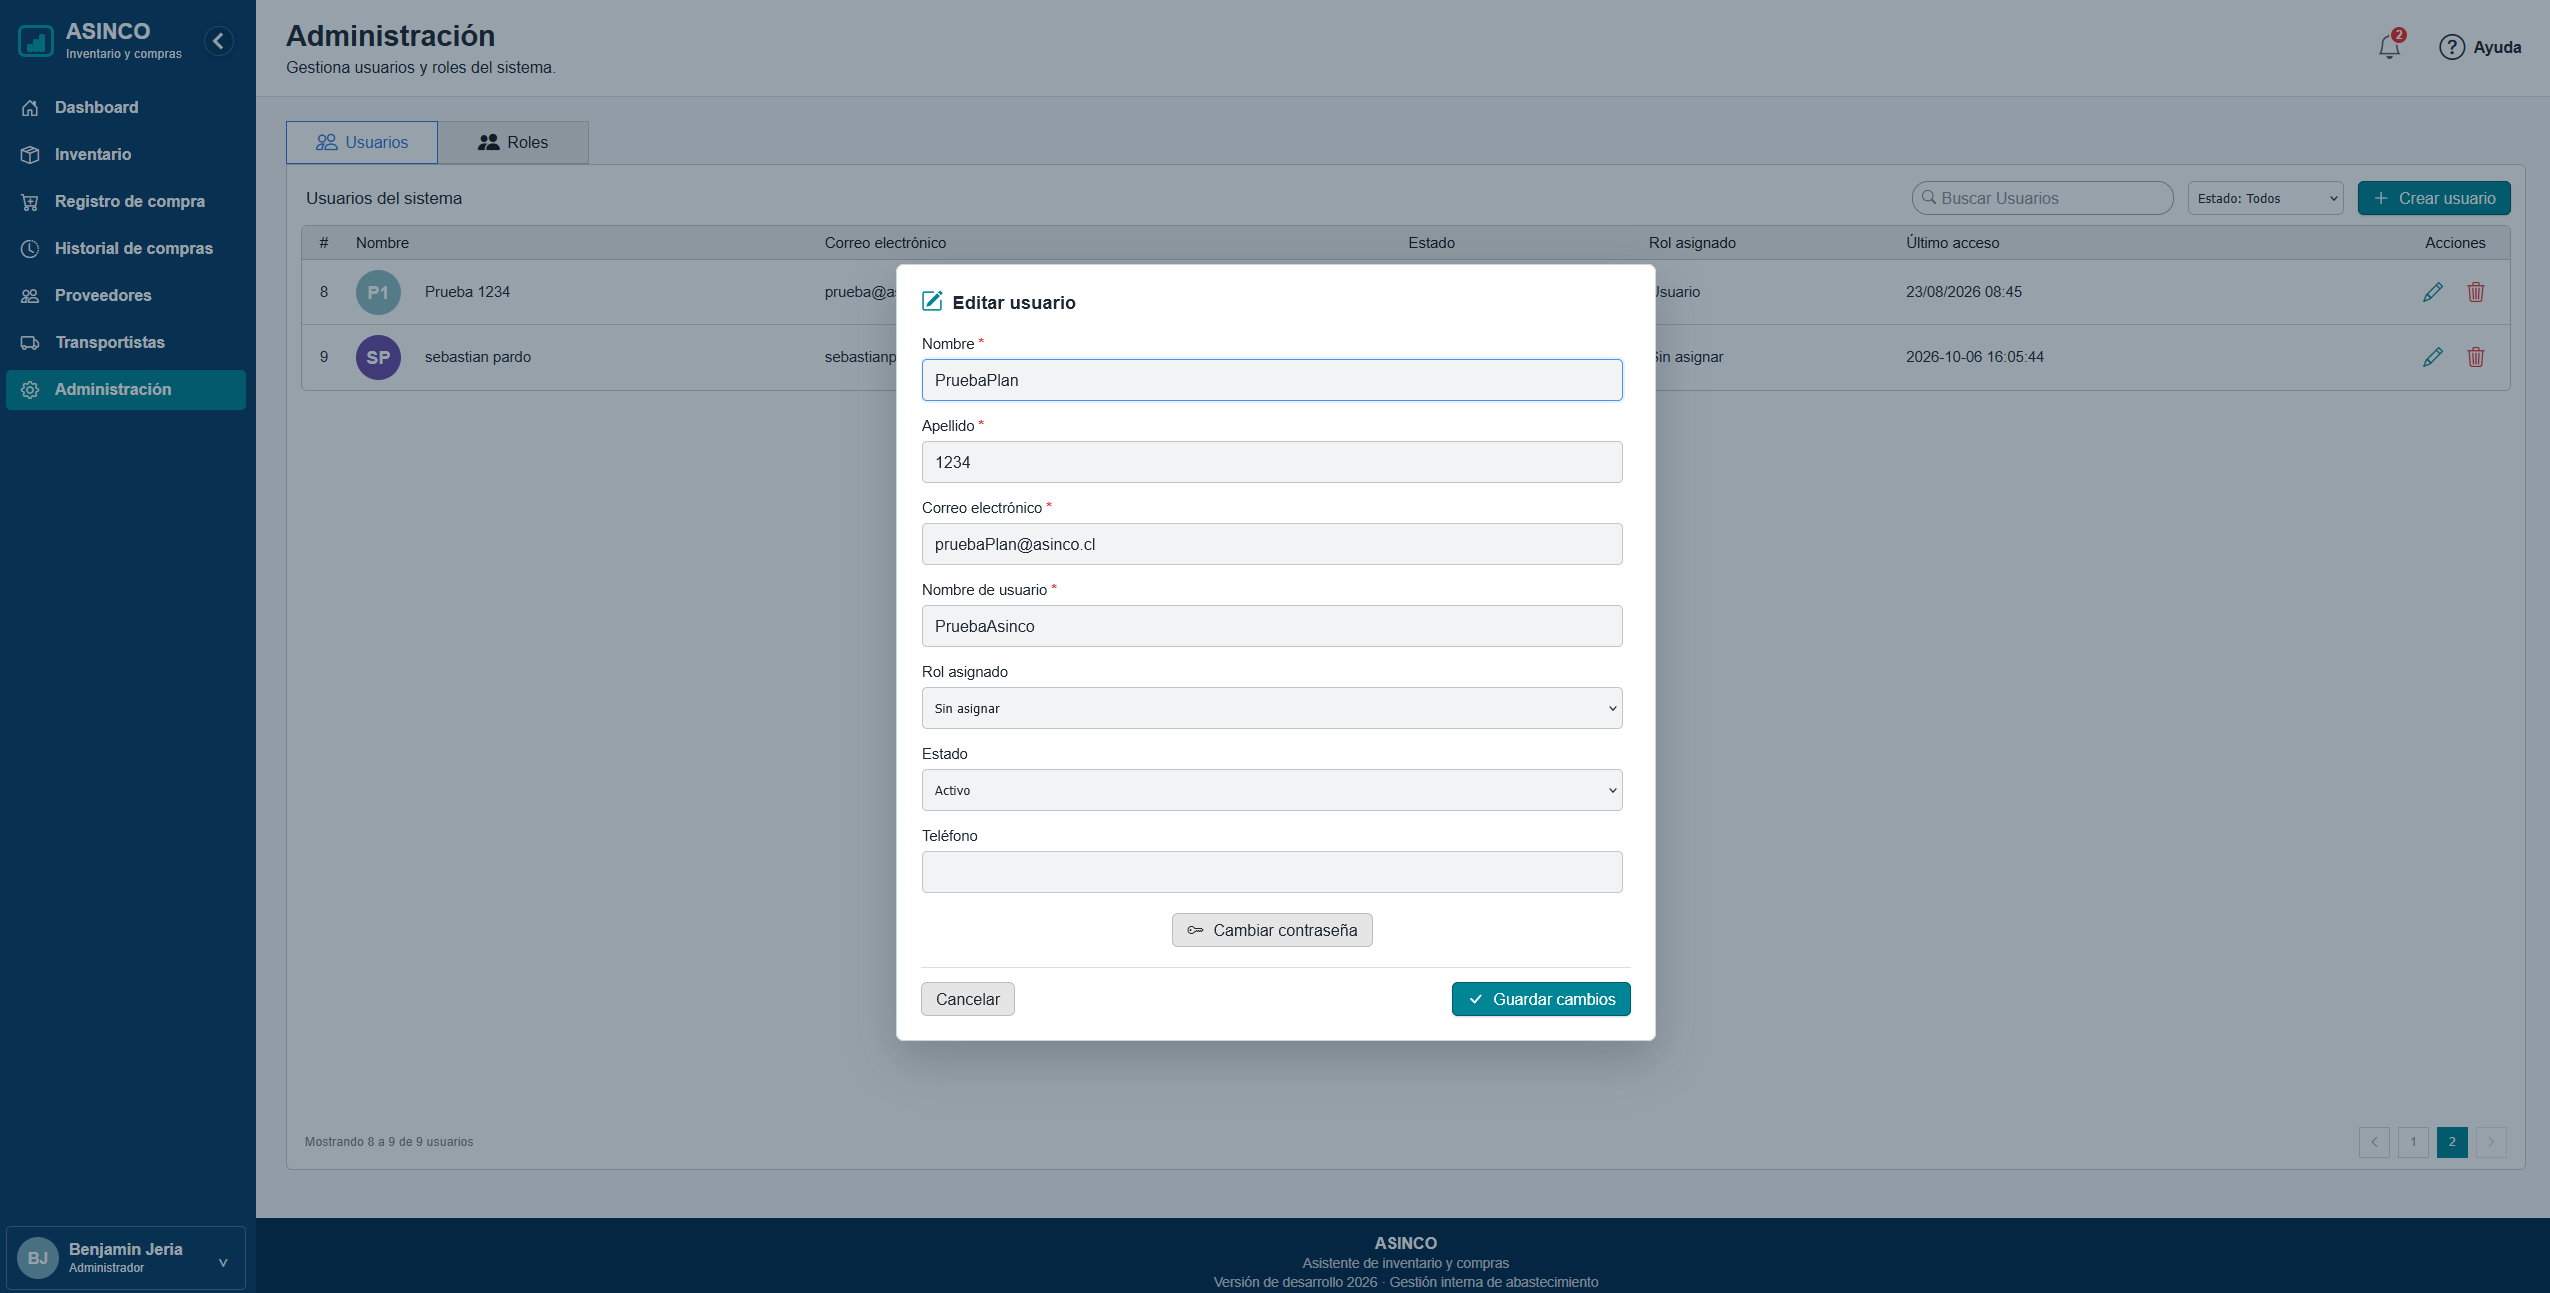 ASINCO
Inventario y compras
Dashboard
Inventario
Registro de compra
Historial de compras
Proveedores
Transportistas
Administración
Benjamin Jeria
BJ
Administrador
Administración
Gestiona usuarios y roles del sistema.
2
? Ayuda
Usuarios
Roles
Usuarios del sistema
Buscar Usuarios
Estado: Todos
+ Crear usuario
# Nombre Correo electrónico Estado Rol asignado Último acceso Acciones
8 P1 Prueba 1234 prueba@a Usuario 23/08/2026 08:45
9 SP sebastian pardo sebastianp Sin asignar 2026-10-06 16:05:44
Editar usuario
Nombre *
PruebaPlan
Apellido *
1234
Correo electrónico *
pruebaPlan@asinco.cl
Nombre de usuario *
PruebaAsinco
Rol asignado
Sin asignar
Estado
Activo
Teléfono
Cambiar contraseña
Cancelar
Guardar cambios
Mostrando 8 a 9 de 9 usuarios
< 1 2 >
ASINCO
Asistente de inventario y compras
Versión de desarrollo 2026 · Gestión interna de abastecimiento